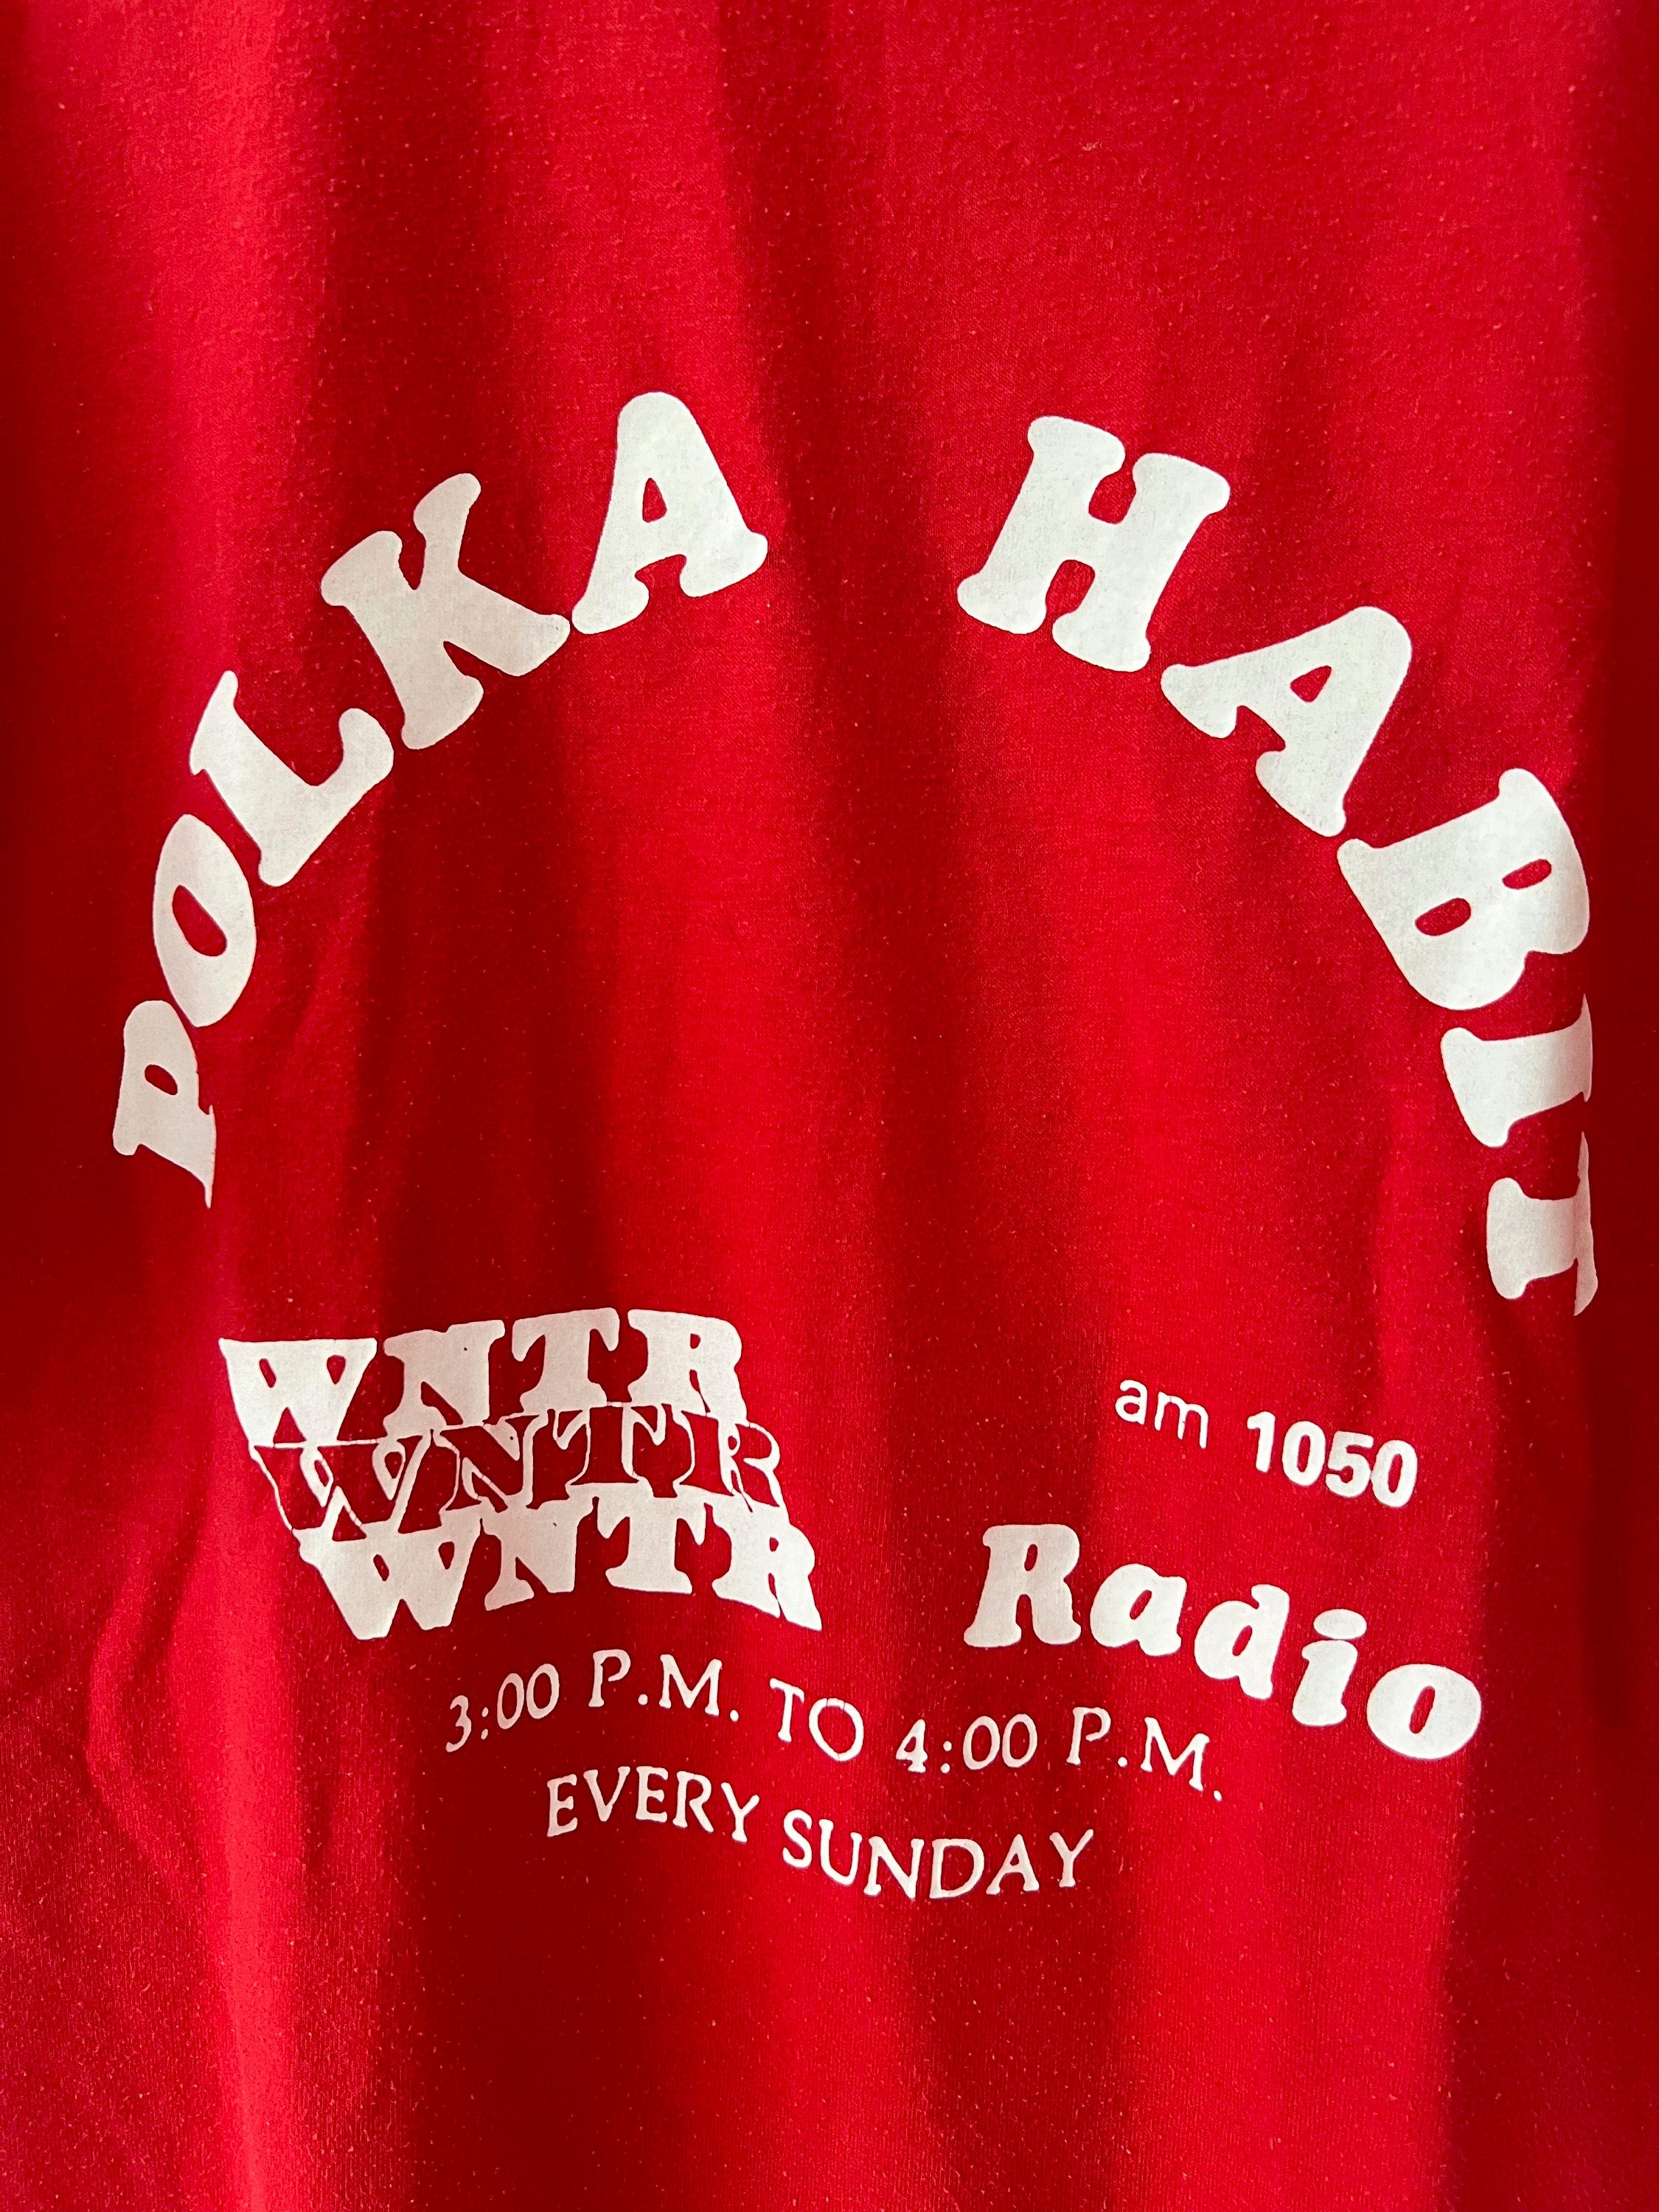 POLKA HABIT
WNTR
WNTR
WNTR
am 1050
Radio
3:00 P.M. TO 4:00 P.M.
EVERY SUNDAY